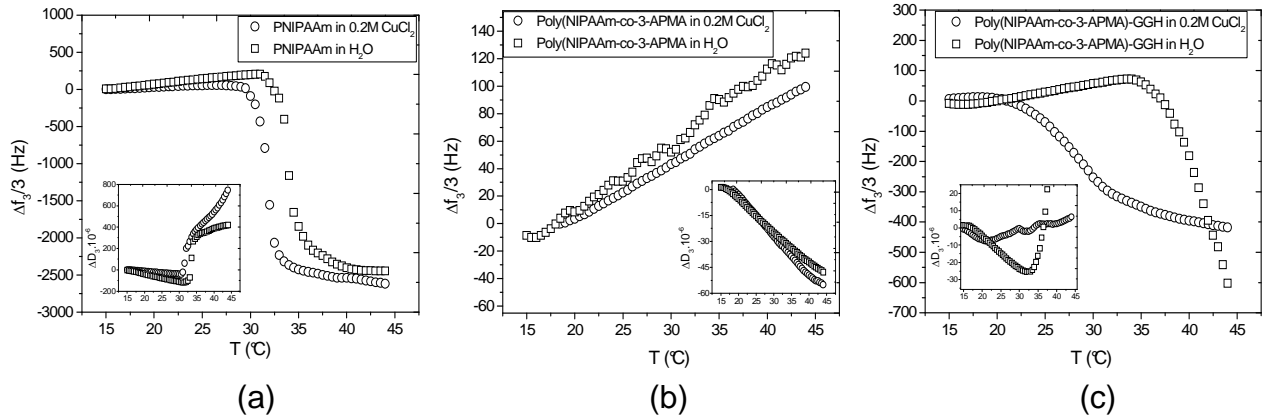 1000
500
0
-500
-1000
-1500
-2000
-2500
-3000
Δf₃/3 (Hz)
PNIPAAm in 0.2M CuCl₂
PNIPAAm in H₂O
800
600
400
200
0
-200
ΔD₃.10⁻⁶
15 20 25 30 35 40 45
15 20 25 30 35 40 45
T (°C)
(a)
140
120
100
80
60
40
20
0
-20
-40
-60
Δf₃/3 (Hz)
Poly(NIPAAm-co-3-APMA in 0.2M CuCl₂
Poly(NIPAAm-co-3-APMA in H₂O
0
-15
-30
-45
-60
ΔD₃.10⁻⁶
15 20 25 30 35 40 45
15 20 25 30 35 40 45
T (°C)
(b)
300
200
100
0
-100
-200
-300
-400
-500
-600
-700
Δf₃/3 (Hz)
Poly(NIPAAm-co-3-APMA)-GGH in 0.2M CuCl₂
Poly(NIPAAm-co-3-APMA)-GGH in H₂O
20
10
0
-10
-20
-30
ΔD₃.10⁻⁶
15 20 25 30 35 40 45
15 20 25 30 35 40 45
T (°C)
(c)